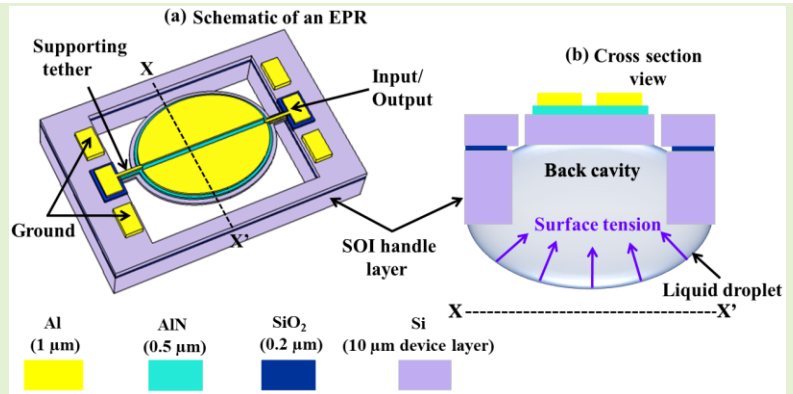 (a) Schematic of an EPR
Supporting
tether
X
Input/
Output
Ground
X’
SOI handle
layer
(b) Cross section
view
Back cavity
Surface tension
Liquid droplet
X
X’
Al
(1 µm)
AlN
(0.5 µm)
SiO₂
(0.2 µm)
Si
(10 µm device layer)